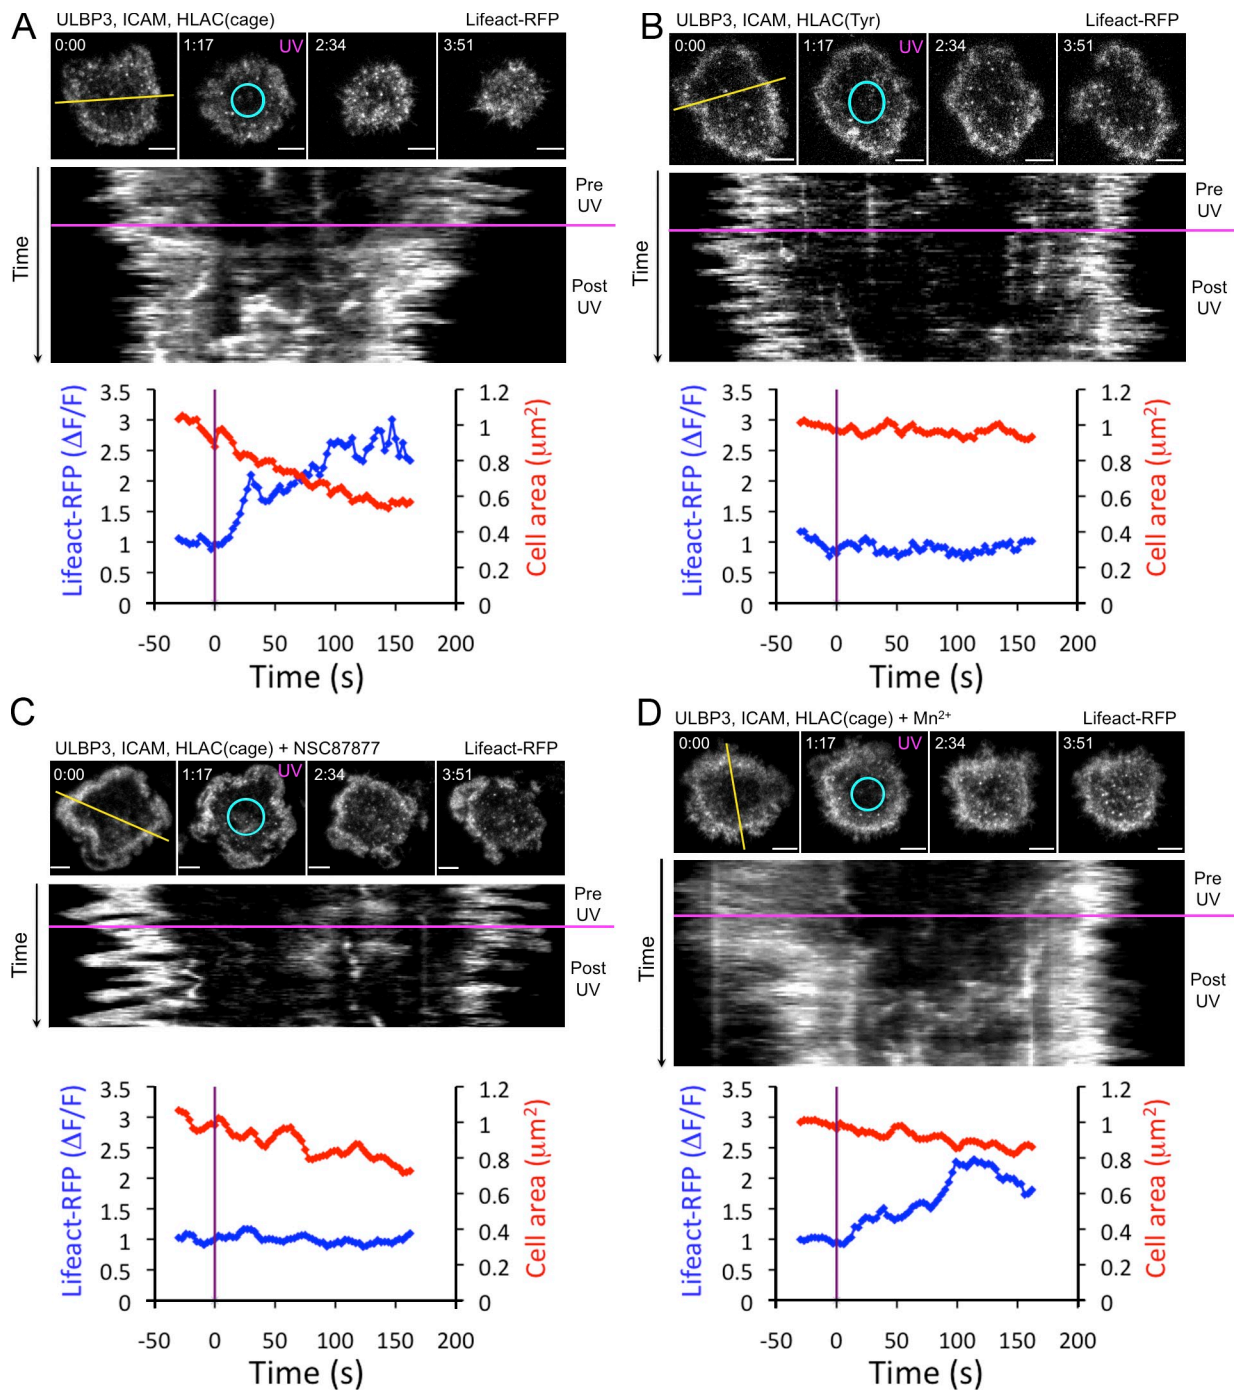 A
ULBP3, ICAM, HLAC(cage)
Lifeact-RFP
0:00
1:17
UV
2:34
3:51
Time
Pre
UV
Post
UV
Lifeact-RFP (ΔF/F)
3.5
3
2.5
2
1.5
1
0.5
0
1.2
1
0.8
0.6
0.4
0.2
0
Cell area (μm²)
-50
0
50
100
150
200
Time (s)
B
ULBP3, ICAM, HLAC(Tyr)
Lifeact-RFP
0:00
1:17
UV
2:34
3:51
Time
Pre
UV
Post
UV
Lifeact-RFP (ΔF/F)
3.5
3
2.5
2
1.5
1
0.5
0
1.2
1
0.8
0.6
0.4
0.2
0
Cell area (μm²)
-50
0
50
100
150
200
Time (s)
C
ULBP3, ICAM, HLAC(cage) + NSC87877
Lifeact-RFP
0:00
1:17
UV
2:34
3:51
Time
Pre
UV
Post
UV
Lifeact-RFP (ΔF/F)
3.5
3
2.5
2
1.5
1
0.5
0
1.2
1
0.8
0.6
0.4
0.2
0
Cell area (μm²)
-50
0
50
100
150
200
Time (s)
D
ULBP3, ICAM, HLAC(cage) + Mn²⁺
Lifeact-RFP
0:00
1:17
UV
2:34
3:51
Time
Pre
UV
Post
UV
Lifeact-RFP (ΔF/F)
3.5
3
2.5
2
1.5
1
0.5
0
1.2
1
0.8
0.6
0.4
0.2
0
Cell area (μm²)
-50
0
50
100
150
200
Time (s)